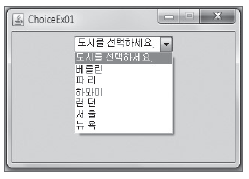 ChoiceEx01
도시를 선택하세요.
도시를 선택하세요.
베를린
파 리
하와이
런 던
서 울
뉴 욕